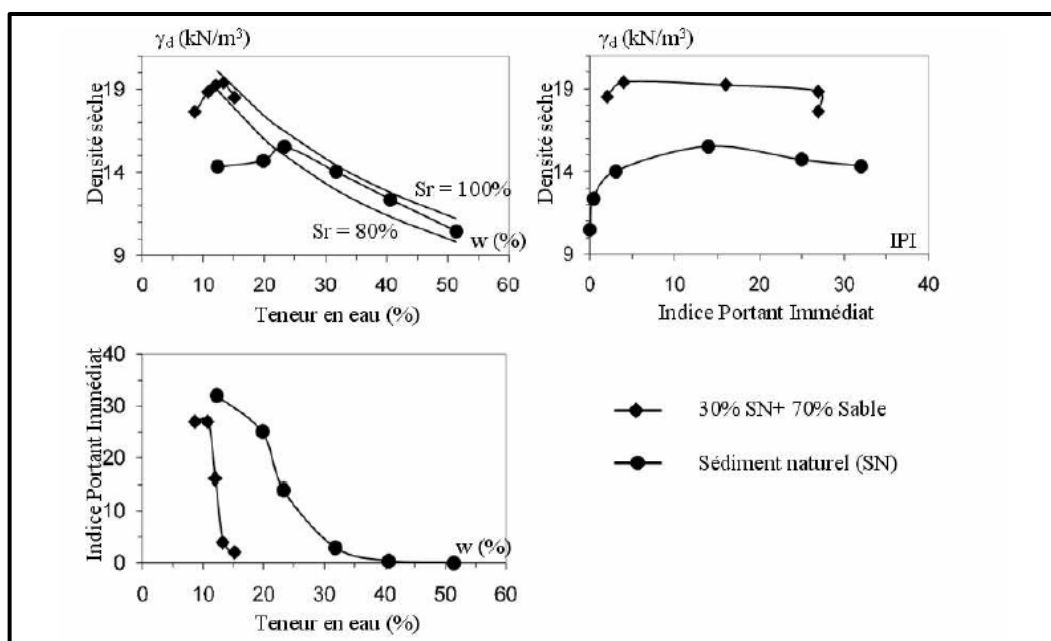 γd (kN/m³)
Densité sèche
19
14
9
Sr = 100%
Sr = 80%
w (%)
0 10 20 30 40 50 60
Teneur en eau (%)
γd (kN/m³)
Densité sèche
19
14
9
IPI
0 10 20 30 40
Indice Portant Immédiat
Indice Portant Immédiat
40
30
20
10
0
w (%)
0 10 20 30 40 50 60
Teneur en eau (%)
30% SN+ 70% Sable
Sédiment naturel (SN)